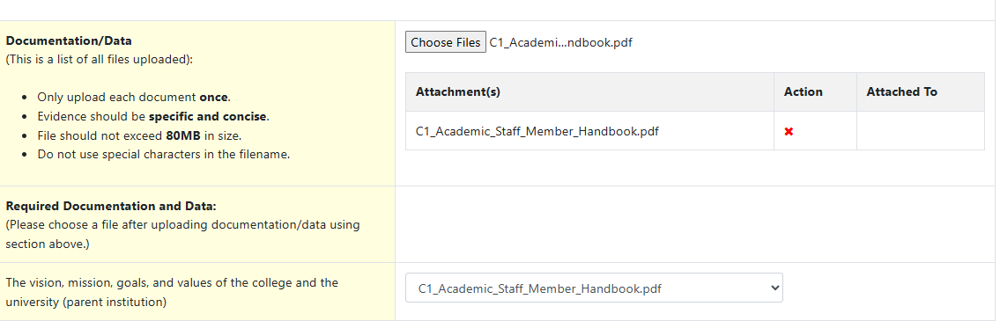 Documentation/Data
(This is a list of all files uploaded):
• Only upload each document once.
• Evidence should be specific and concise.
• File should not exceed 80MB in size.
• Do not use special characters in the filename.
Choose Files C1_Academi...ndbook.pdf
Attachment(s) Action Attached To
C1_Academic_Staff_Member_Handbook.pdf
Required Documentation and Data:
(Please choose a file after uploading documentation/data using
section above.)
The vision, mission, goals, and values of the college and the
university (parent institution)
C1_Academic_Staff_Member_Handbook.pdf